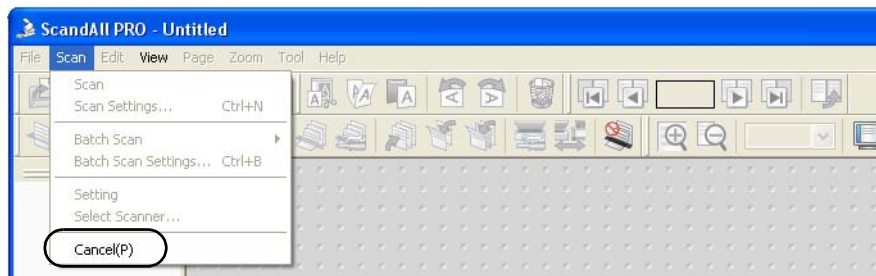 ScandAll PRO - Untitled
File Scan Edit View Page Zoom Tool Help
Scan
Scan Settings... Ctrl+N
Batch Scan
Batch Scan Settings... Ctrl+B
Setting
Select Scanner...
Cancel(P)